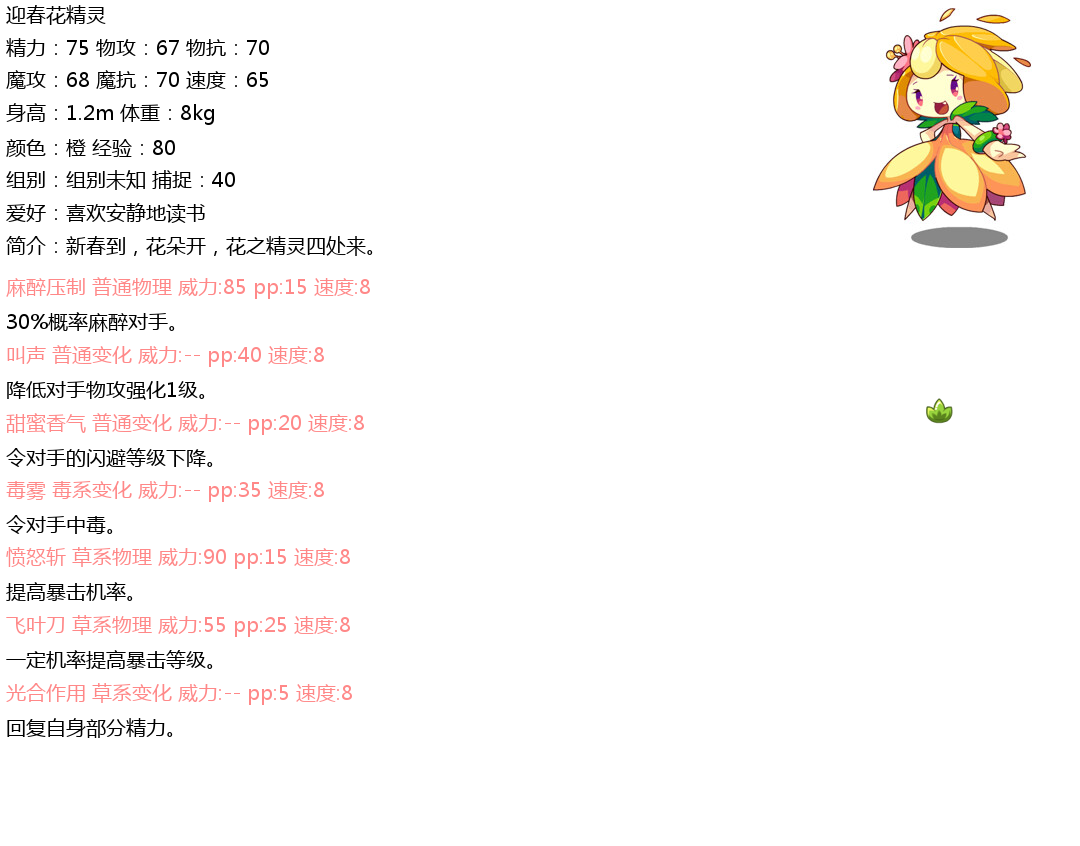 迎春花精灵
精力：75 物攻：67 物抗：70
魔攻：68 魔抗：70 速度：65
身高：1.2m 体重：8kg
颜色：橙 经验：80
组别：组别未知 捕捉：40
爱好：喜欢安静地读书
简介：新春到，花朵开，花之精灵四处来。
麻醉压制 普通物理 威力:85 pp:15 速度:8
30%概率麻醉对手。
叫声 普通变化 威力:-- pp:40 速度:8
降低对手物攻强化1级。
甜蜜香气 普通变化 威力:-- pp:20 速度:8
令对手的闪避等级下降。
毒雾 毒系变化 威力:-- pp:35 速度:8
令对手中毒。
愤怒斩 草系物理 威力:90 pp:15 速度:8
提高暴击机率。
飞叶刀 草系物理 威力:55 pp:25 速度:8
一定机率提高暴击等级。
光合作用 草系变化 威力:-- pp:5 速度:8
回复自身部分精力。